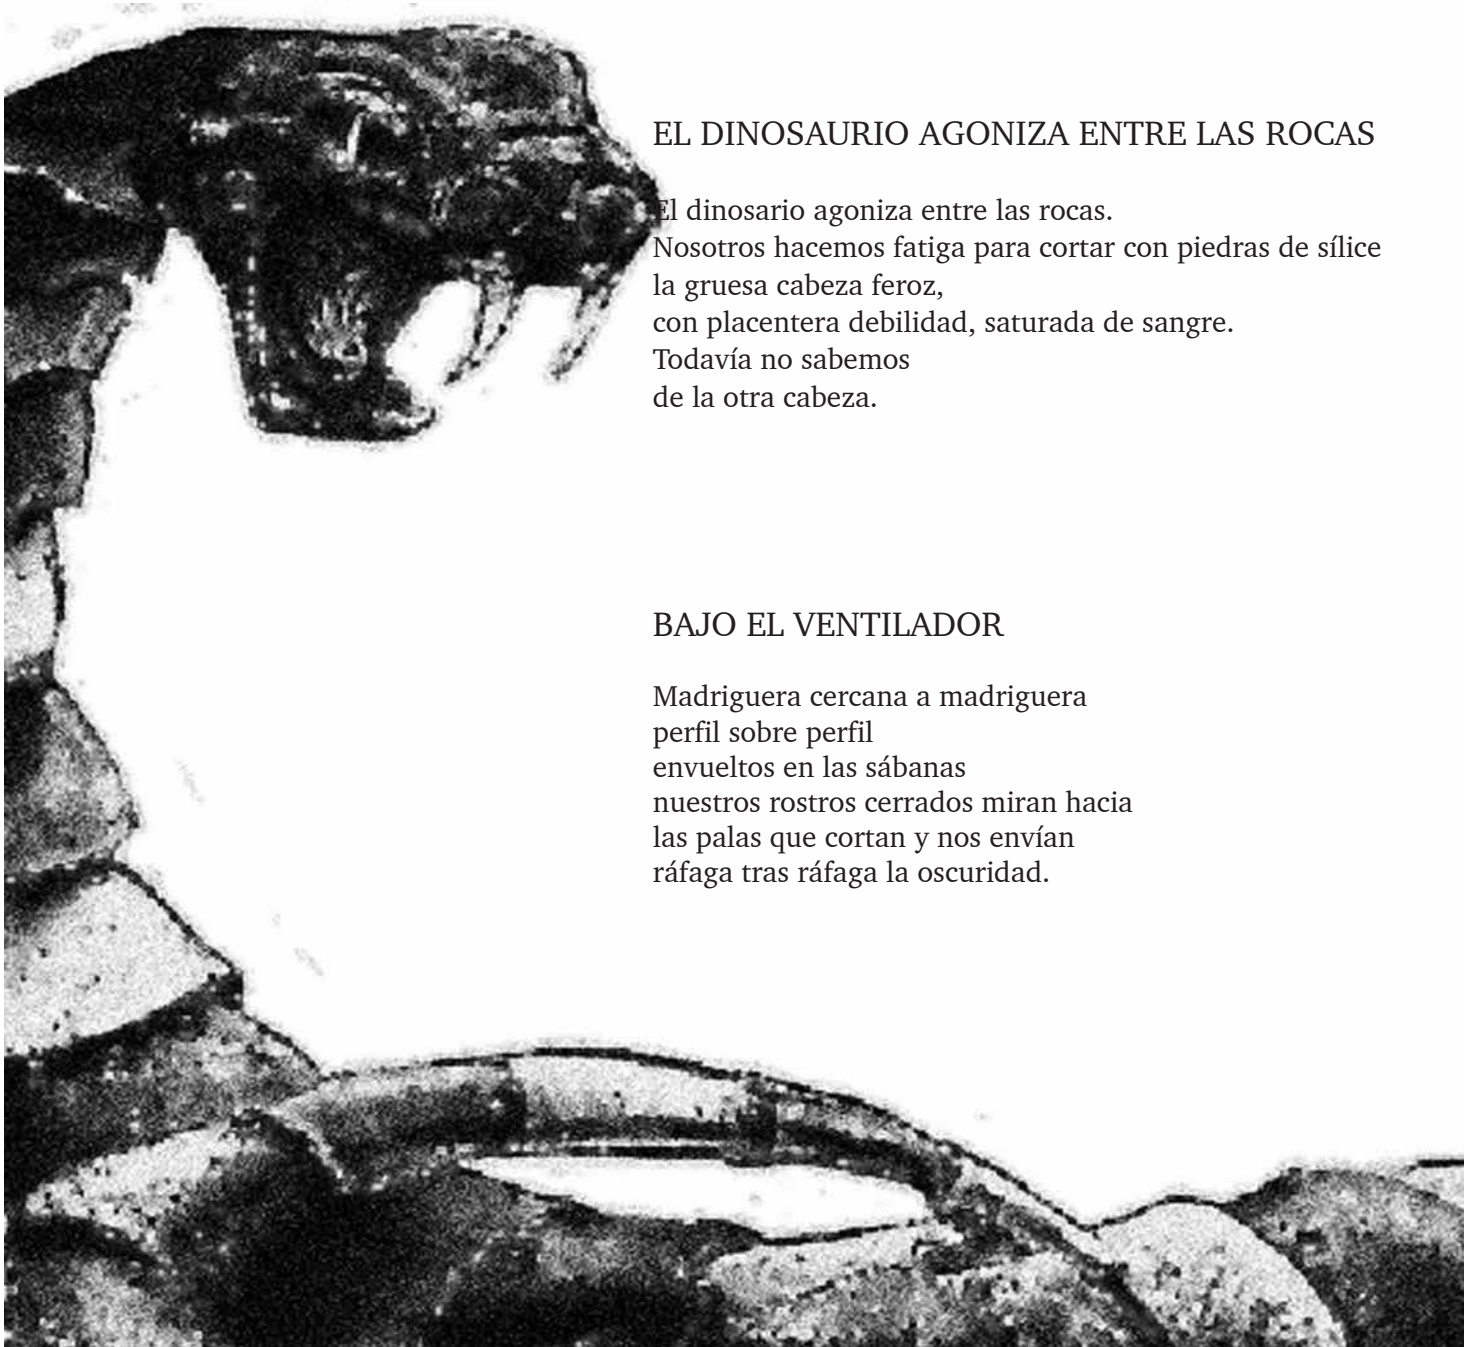 EL DINOSAURIO AGONIZA ENTRE LAS ROCAS
El dinosario agoniza entre las rocas.
Nosotros hacemos fatiga para cortar con piedras de sílice
la gruesa cabeza feroz,
con placentera debilidad, saturada de sangre.
Todavía no sabemos
de la otra cabeza.
BAJO EL VENTILADOR
Madriguera cercana a madriguera
perfil sobre perfil
envueltos en las sábanas
nuestros rostros cerrados miran hacia
las palas que cortan y nos envían
ráfaga tras ráfaga la oscuridad.